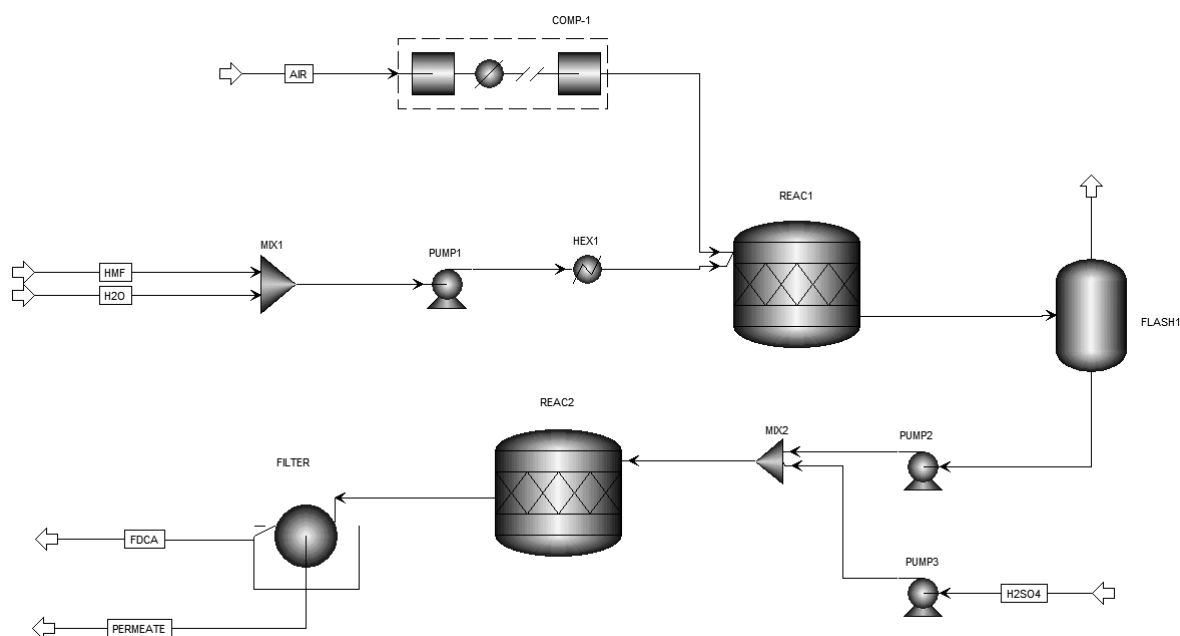 COMP-1
AIR
REAC1
MIX1
PUMP1
HEX1
HMF
H2O
FLASH1
REAC2
MIX2
PUMP2
FILTER
FDCA
PUMP3
H2SO4
PERMEATE